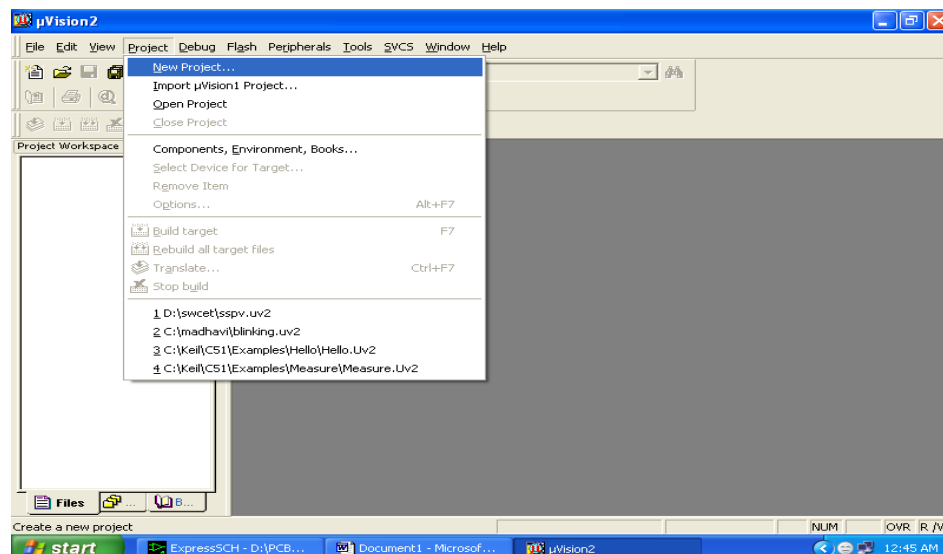 µVision2
File Edit View Project Debug Flash Peripherals Tools SVCS Window Help
New Project...
Import µVision1 Project...
Open Project
Close Project
Components, Environment, Books...
Select Device for Target...
Remove Item
Options... Alt+F7
Build target F7
Rebuild all target files
Translate... Ctrl+F7
Stop build
1 D:\swcet\sspv.uv2
2 C:\madhavi\blinking.uv2
3 C:\Keil\C51\Examples\Hello\Hello.Uv2
4 C:\Keil\C51\Examples\Measure\Measure.Uv2
Project Workspace
Files ... B...
Create a new project NUM OVR R /W
start ExpressSCH - D:\PCB... Document1 - Microsof... µVision2 12:45 AM